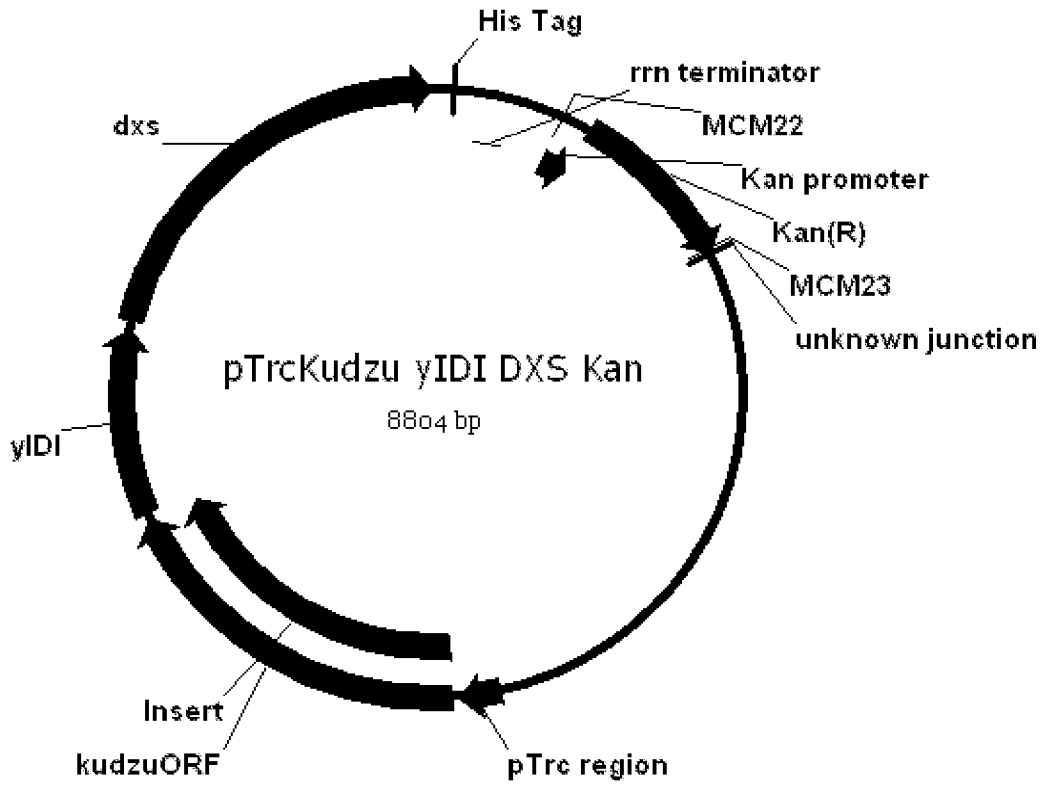 His Tag
rrn terminator
dxs
MCM22
Kan promoter
Kan(R)
MCM23
unknown junction
pTrcKudzu yIDI DXS Kan
8804 bp
yIDI
Insert
kudzuORF
pTrc region